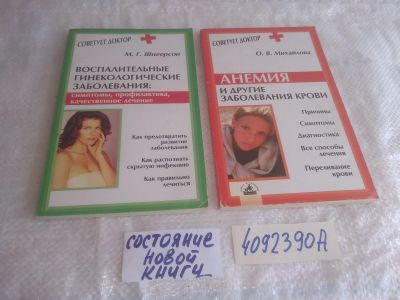 СОВЕТУЕТ ДОКТОР
М. Г. Шнеерсон
ВОСПАЛИТЕЛЬНЫЕ
ГИНЕКОЛОГИЧЕСКИЕ
ЗАБОЛЕВАНИЯ:
симптомы, профилактика,
качественное лечение
Как предотвратить
развитие
заболевания
Как распознать
скрытую инфекцию
Как правильно
лечиться
СОВЕТУЕТ ДОКТОР
О. В. Михайлова
АНЕМИЯ
И ДРУГИЕ
ЗАБОЛЕВАНИЯ КРОВИ
Причины
Симптомы
Диагностика
Все способы
лечения
Переливание
крови
СОСТОЯНИЕ
НОВОЙ
КНИГИ
4092390А